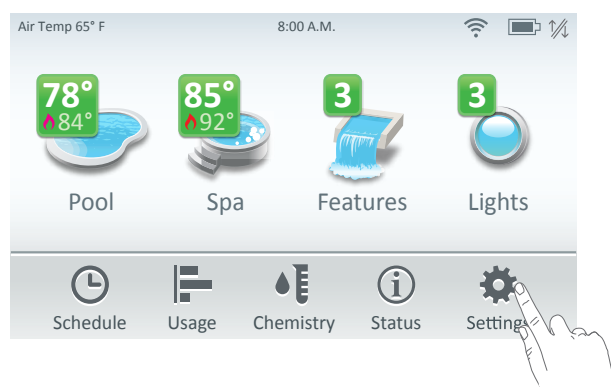 Air Temp 65° F 8:00 A.M.
78° 85° 3 3
84° 92°
Pool Spa Features Lights
Schedule Usage Chemistry Status Settings